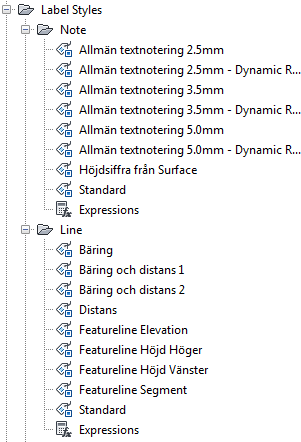 Label Styles
Note
Allmän textnotering 2.5mm
Allmän textnotering 2.5mm - Dynamic R...
Allmän textnotering 3.5mm
Allmän textnotering 3.5mm - Dynamic R...
Allmän textnotering 5.0mm
Allmän textnotering 5.0mm - Dynamic R...
Höjdsiffra från Surface
Standard
Expressions
Line
Bäring
Bäring och distans 1
Bäring och distans 2
Distans
Featureline Elevation
Featureline Höjd Höger
Featureline Höjd Vänster
Featureline Segment
Standard
Expressions